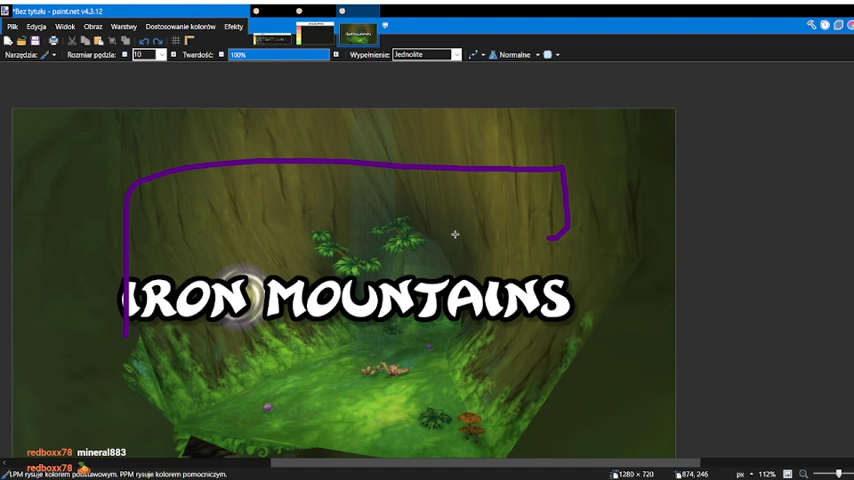 *Bez tytułu - paint.net v4.3.12
Plik Edycja Widok Obraz Warstwy Dostosowanie kolorów Efekty
Narzędzia: Rozmiar pędzla: 10 Twardość: 100% Wypełnienie: Jednolite Normalne
IRON MOUNTAINS
redboxx78 mineral883
redboxx78
LPM rysuje kolorem podstawowym. PPM rysuje kolorem pomocniczym. 1280 × 720 874, 246 px 112%